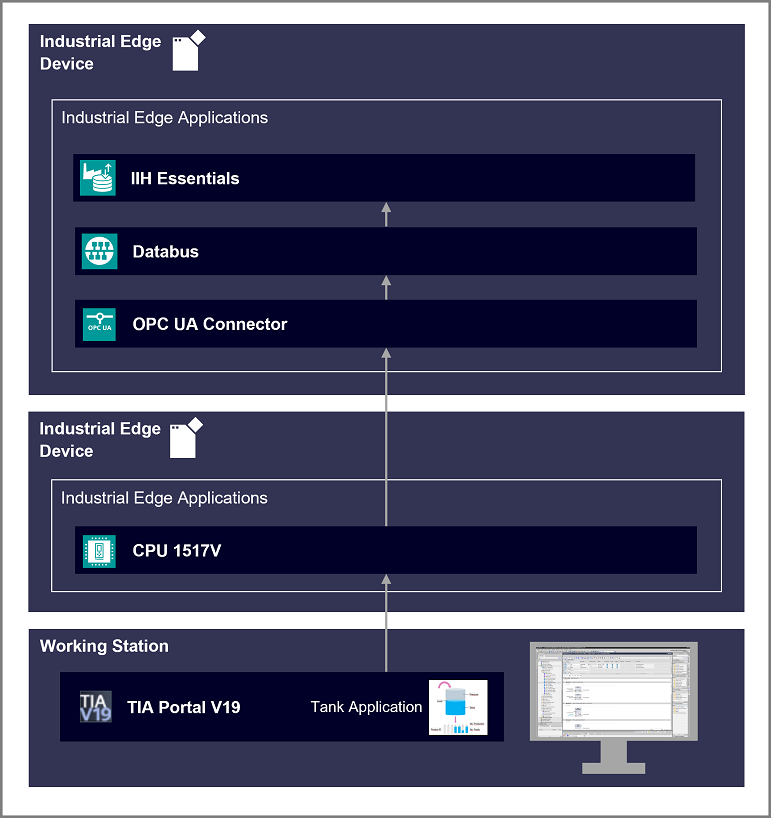 Industrial Edge
Device
Industrial Edge Applications
IIH Essentials
Databus
OPC UA
OPC UA Connector
Industrial Edge
Device
Industrial Edge Applications
CPU 1517V
Working Station
TIA
V19
TIA Portal V19
Tank Application